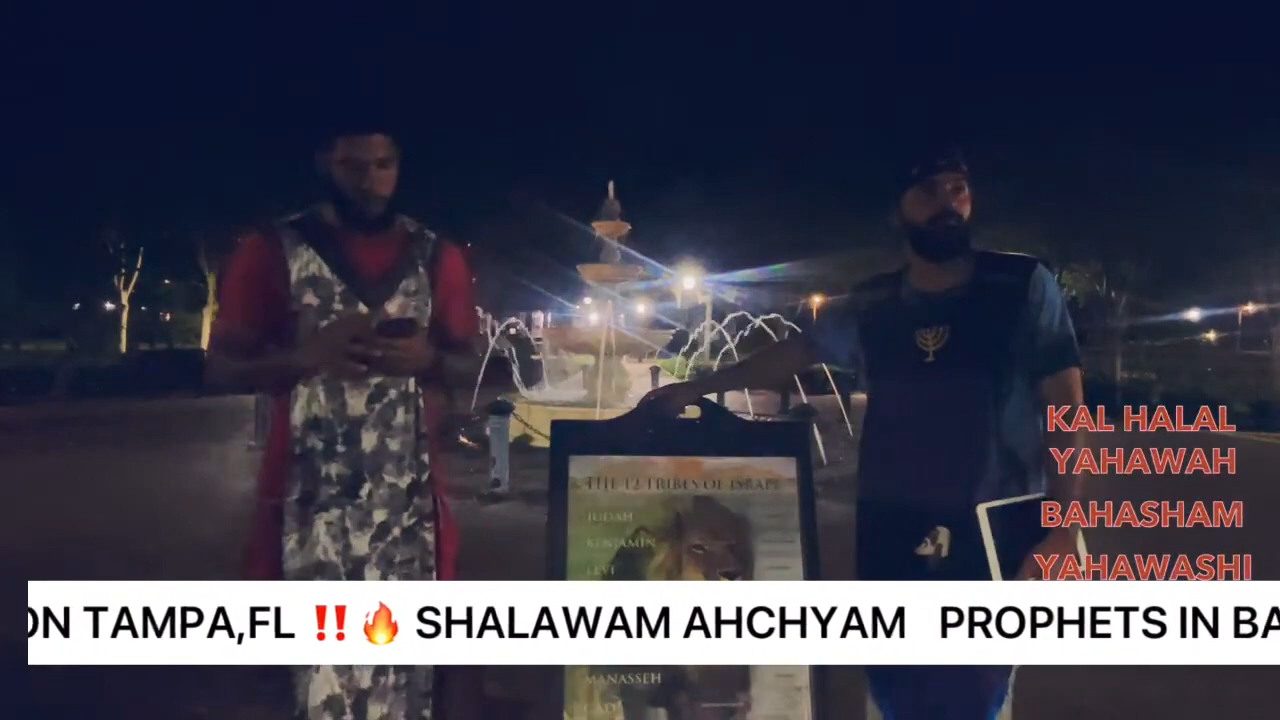 THE 12 TRIBES OF ISRAEL
JUDAH
BENJAMIN
LEVI
KAL HALAL
YAHAWAH
BAHASHAM
YAHAWASHI
ON TAMPA,FL ‼️🔥 SHALAWAM AHCHYAM PROPHETS IN BA
MANASSEH